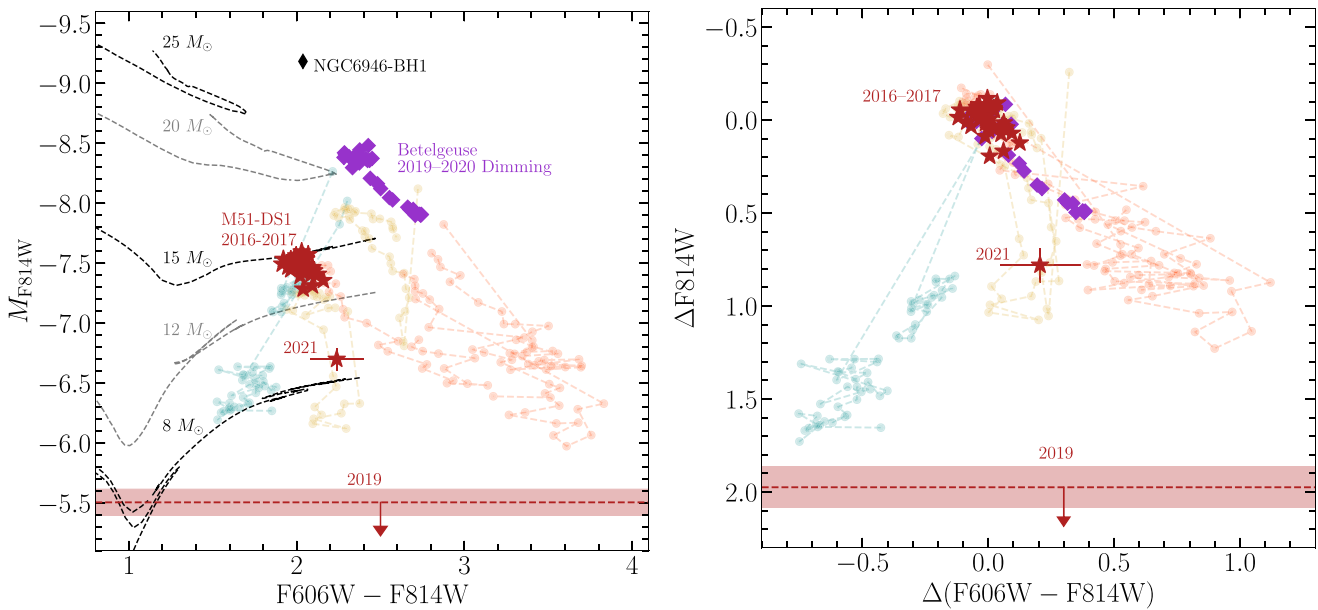 −9.5
−9.0
−8.5
−8.0
−7.5
−7.0
−6.5
−6.0
−5.5
M_F814W
25 M⊙
20 M⊙
15 M⊙
12 M⊙
8 M⊙
NGC6946-BH1
Betelgeuse
2019–2020 Dimming
M51-DS1
2016-2017
2021
2019
1
2
3
4
F606W − F814W
−0.5
0.0
0.5
1.0
1.5
2.0
ΔF814W
2016–2017
2021
2019
−0.5
0.0
0.5
1.0
Δ(F606W − F814W)